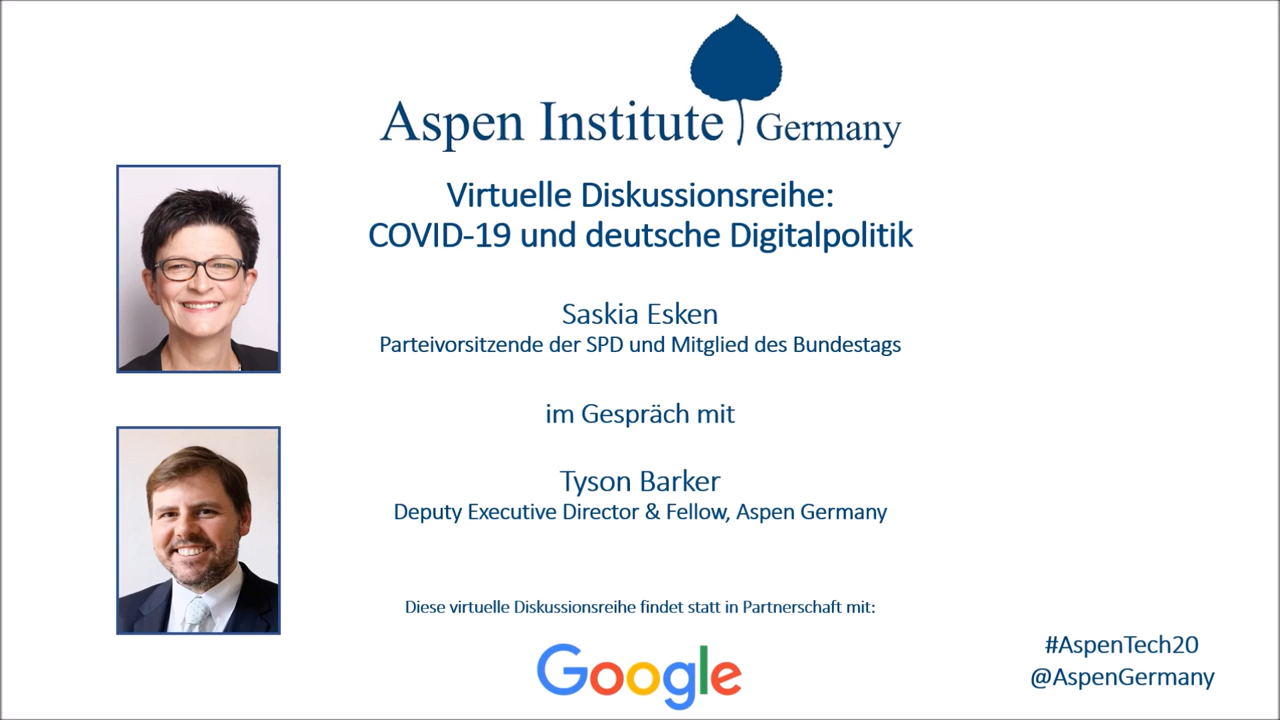 Aspen Institute Germany
Virtuelle Diskussionsreihe:
COVID-19 und deutsche Digitalpolitik
Saskia Esken
Parteivorsitzende der SPD und Mitglied des Bundestags
im Gespräch mit
Tyson Barker
Deputy Executive Director & Fellow, Aspen Germany
Diese virtuelle Diskussionsreihe findet statt in Partnerschaft mit:
Google
#AspenTech20
@AspenGermany